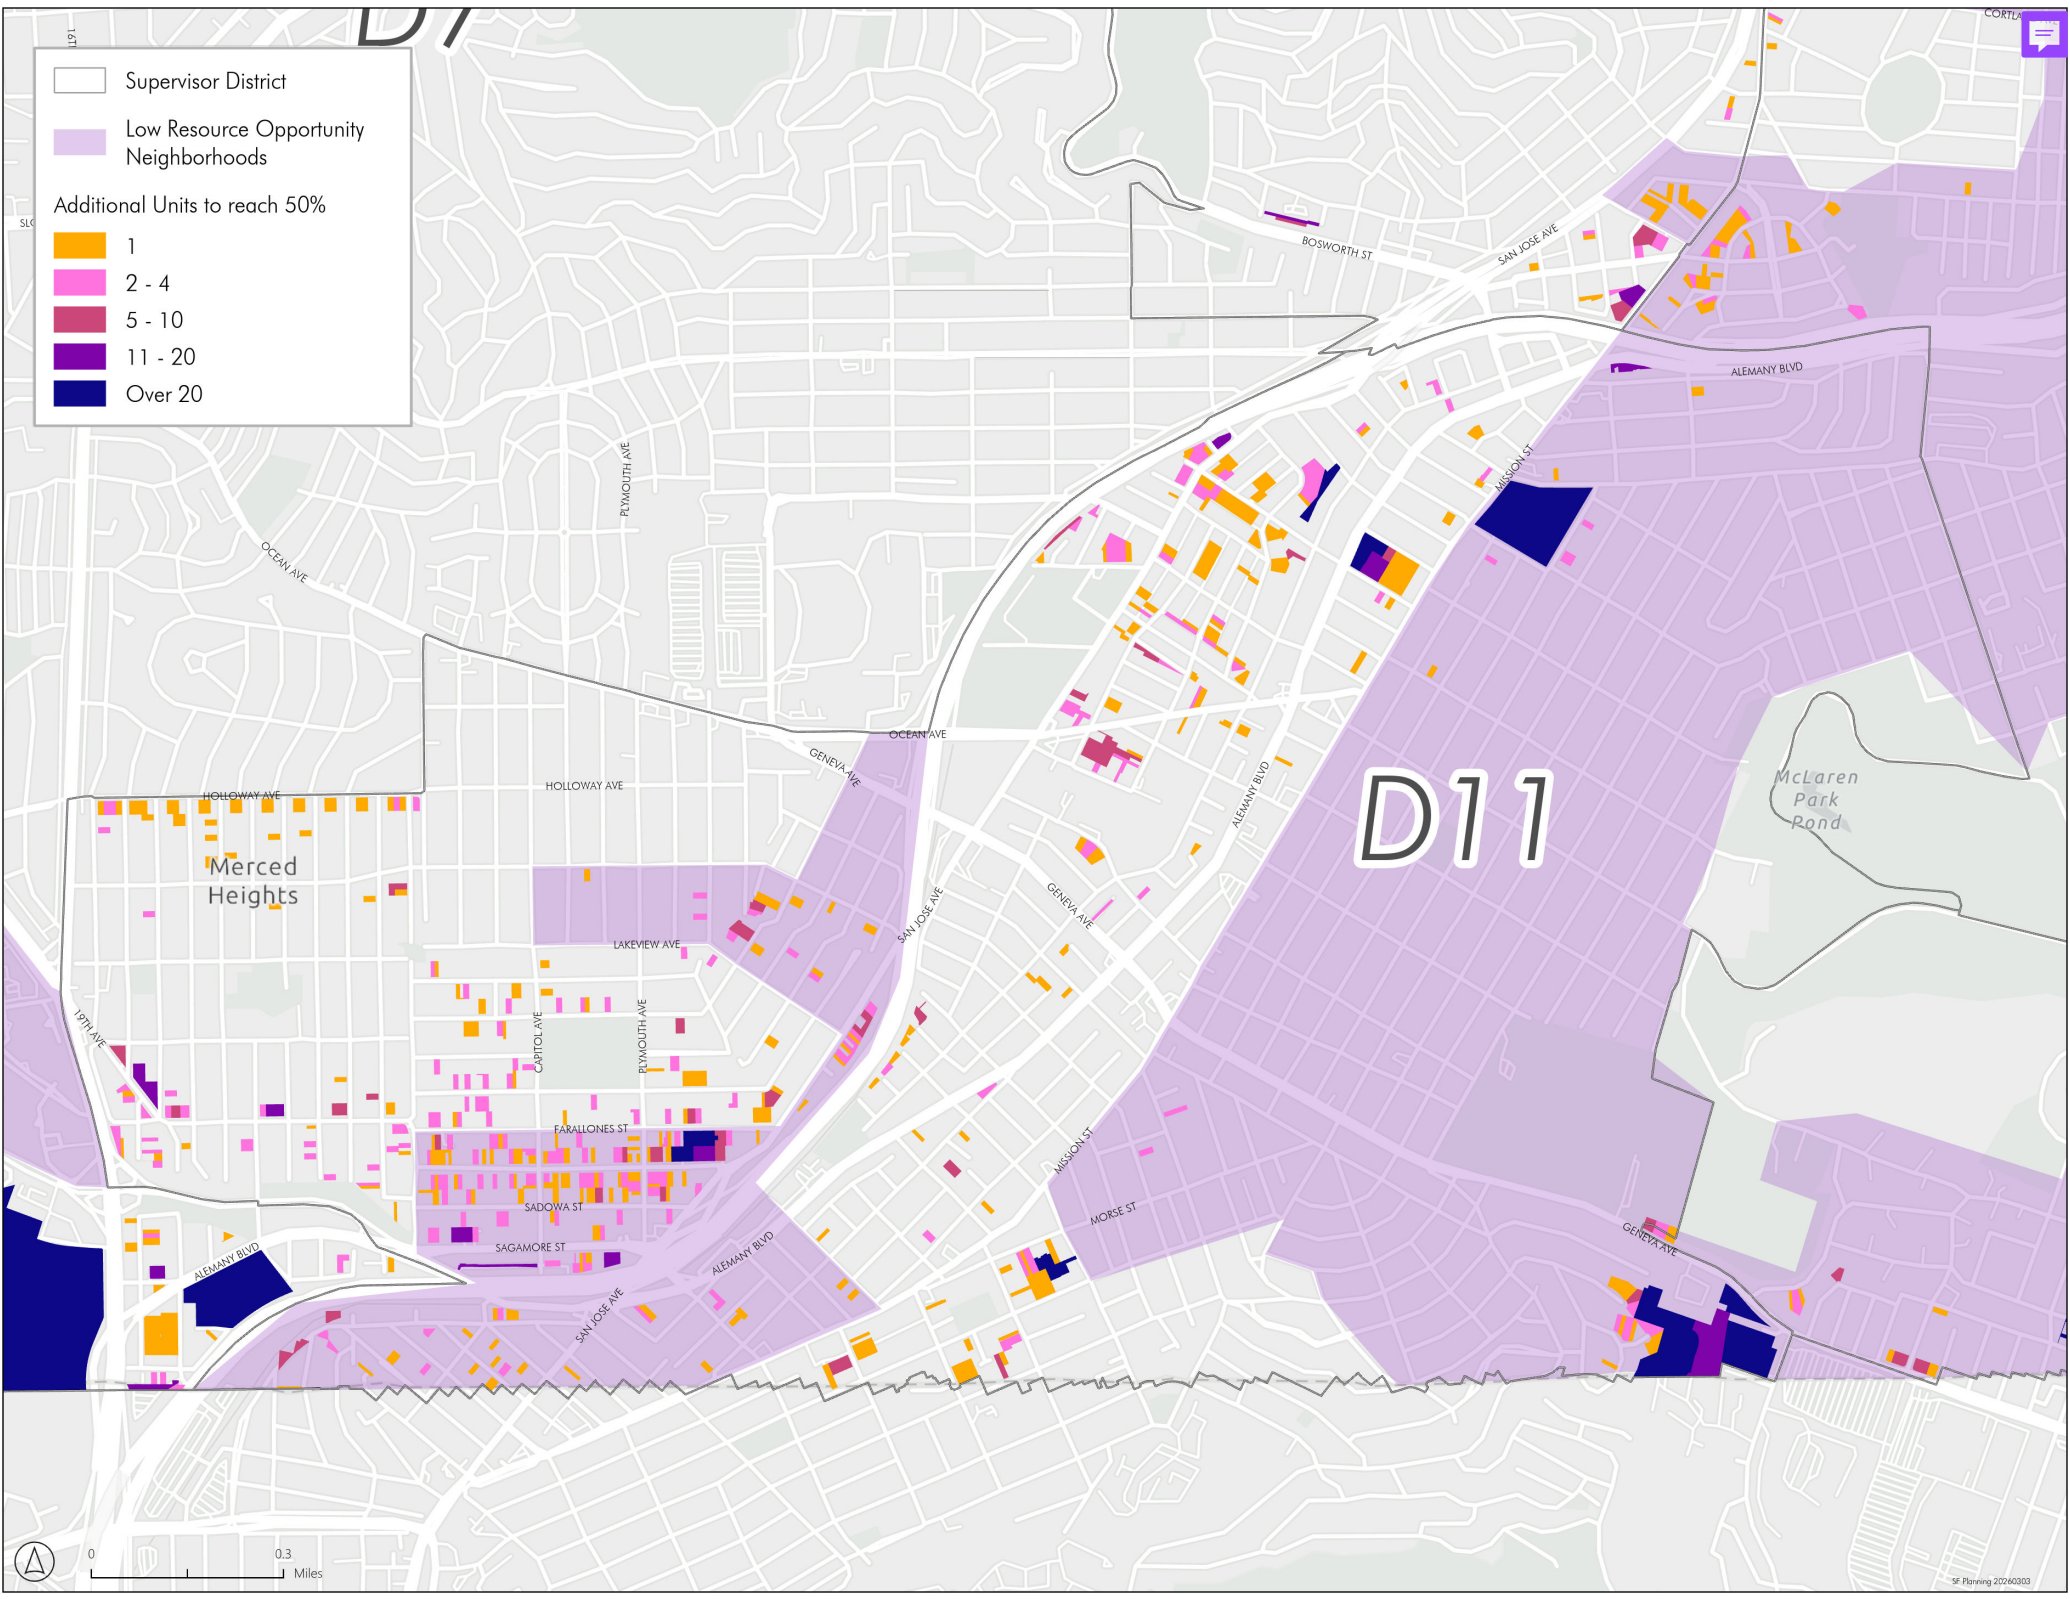 D7
16TH
CORTLA
Supervisor District
Low Resource Opportunity
Neighborhoods
Additional Units to reach 50%
1
2 - 4
5 - 10
11 - 20
Over 20
BOSWORTH ST
SAN JOSE AVE
ALEMANY BLVD
PLYMOUTH AVE
MISSION ST
OCEAN AVE
OCEAN AVE
GENEVA AVE
HOLLOWAY AVE
HOLLOWAY AVE
ALEMANY BLVD
D11
McLaren
Park
Pond
Merced
Heights
SAN JOSE AVE
GENEVA AVE
LAKEVIEW AVE
19TH AVE
CAPITOL AVE
PLYMOUTH AVE
FARALLONES ST
MISSION ST
SADOWA ST
MORSE ST
SAGAMORE ST
ALEMANY BLVD
ALEMANY BLVD
GENEVA AVE
SAN JOSE AVE
0
0.3
Miles
SF Planning 20260303